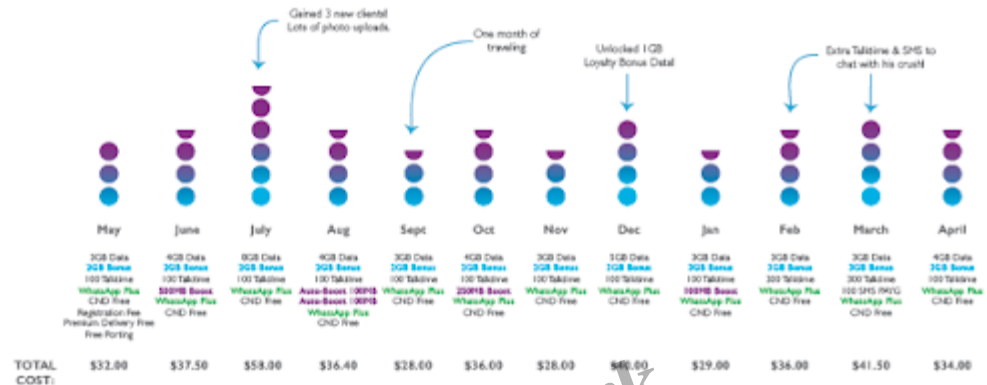 Gained 3 new clients!
Lots of photo uploads.
One month of
traveling
Unlocked 1GB
Loyalty Bonus Data!
Extra Talktime & SMS to
chat with his crush!
May
June
July
Aug
Sept
Oct
Nov
Dec
Jan
Feb
March
April
3GB Data
2GB Bonus
100 Talktime
WhatsApp Plus
CND Free
Registration Fee
Premium Delivery Free
Free Porting
4GB Data
2GB Bonus
100 Talktime
500MB Boost
WhatsApp Plus
CND Free
8GB Data
2GB Bonus
100 Talktime
WhatsApp Plus
CND Free
4GB Data
2GB Bonus
100 Talktime
Auto-Boost 100MB
Auto-Boost 100MB
WhatsApp Plus
CND Free
3GB Data
2GB Bonus
100 Talktime
WhatsApp Plus
CND Free
4GB Data
2GB Bonus
100 Talktime
250MB Boost
WhatsApp Plus
CND Free
3GB Data
2GB Bonus
100 Talktime
WhatsApp Plus
CND Free
5GB Data
2GB Bonus
100 Talktime
WhatsApp Plus
CND Free
3GB Data
2GB Bonus
100 Talktime
100MB Boost
WhatsApp Plus
CND Free
3GB Data
2GB Bonus
300 Talktime
WhatsApp Plus
CND Free
3GB Data
2GB Bonus
300 Talktime
100 SMS PAYG
WhatsApp Plus
CND Free
4GB Data
2GB Bonus
100 Talktime
WhatsApp Plus
CND Free
TOTAL
COST:
$32.00
$37.50
$58.00
$36.40
$28.00
$36.00
$28.00
$40.00
$29.00
$36.00
$41.50
$34.00